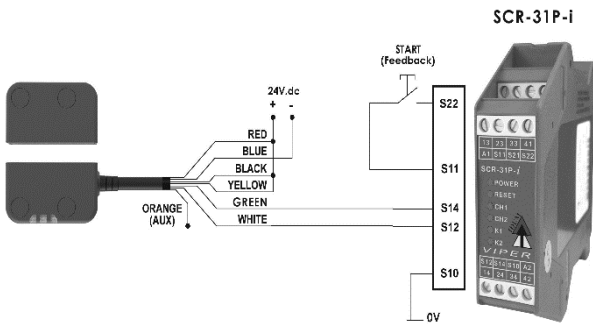 SCR-31P-i
START
(Feedback)
24V.dc
+ -
RED
BLUE
BLACK
YELLOW
ORANGE
(AUX)
GREEN
WHITE
S22
S11
S14
S12
S10
0V
13 23 33 41
A1 S11 S21 S22
SCR-31P-i
POWER
RESET
CH1
CH2
K1
K2
VIPER
S12 S14 S10 A2
14 24 34 42